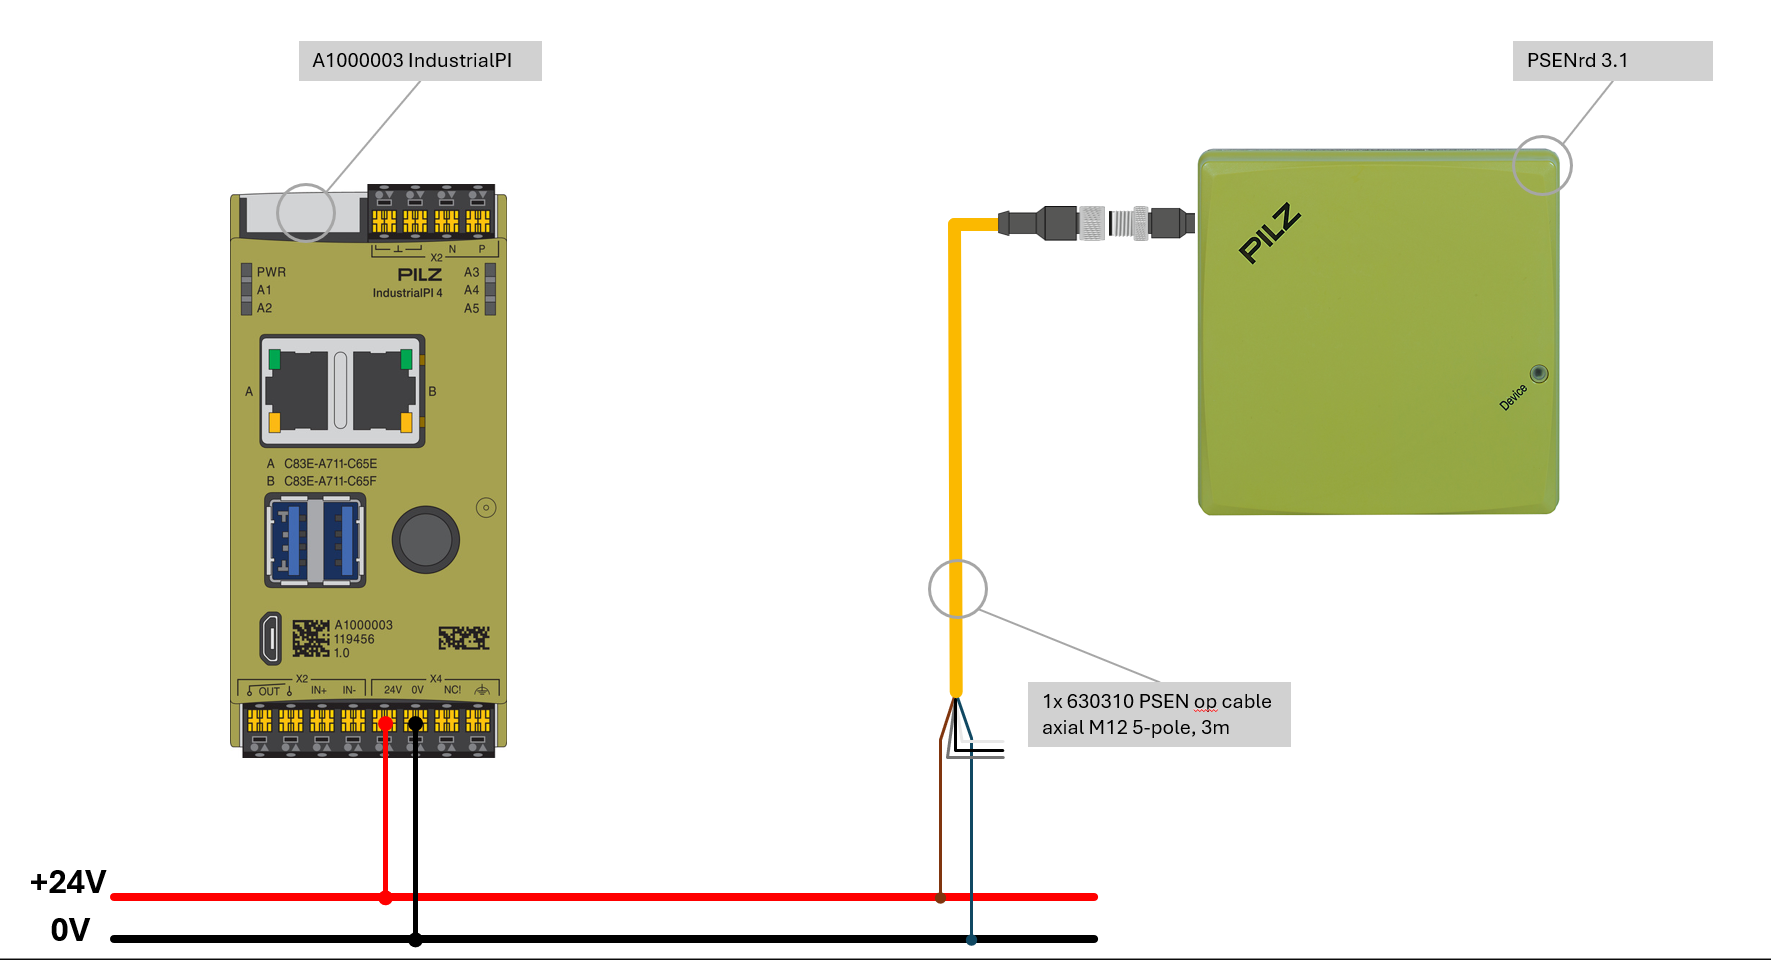 A1000003 IndustrialPI
PSENrd 3.1
N P
X2
PWR
A1
A2
PILZ
IndustrialPI 4
A3
A4
A5
A
B
A C83E-A711-C65E
B C83E-A711-C65F
A1000003
119456
1.0
X2
X4
OUT IN+ IN- 24V 0V NC!
PILZ
Device
1x 630310 PSEN op cable
axial M12 5-pole, 3m
+24V
0V